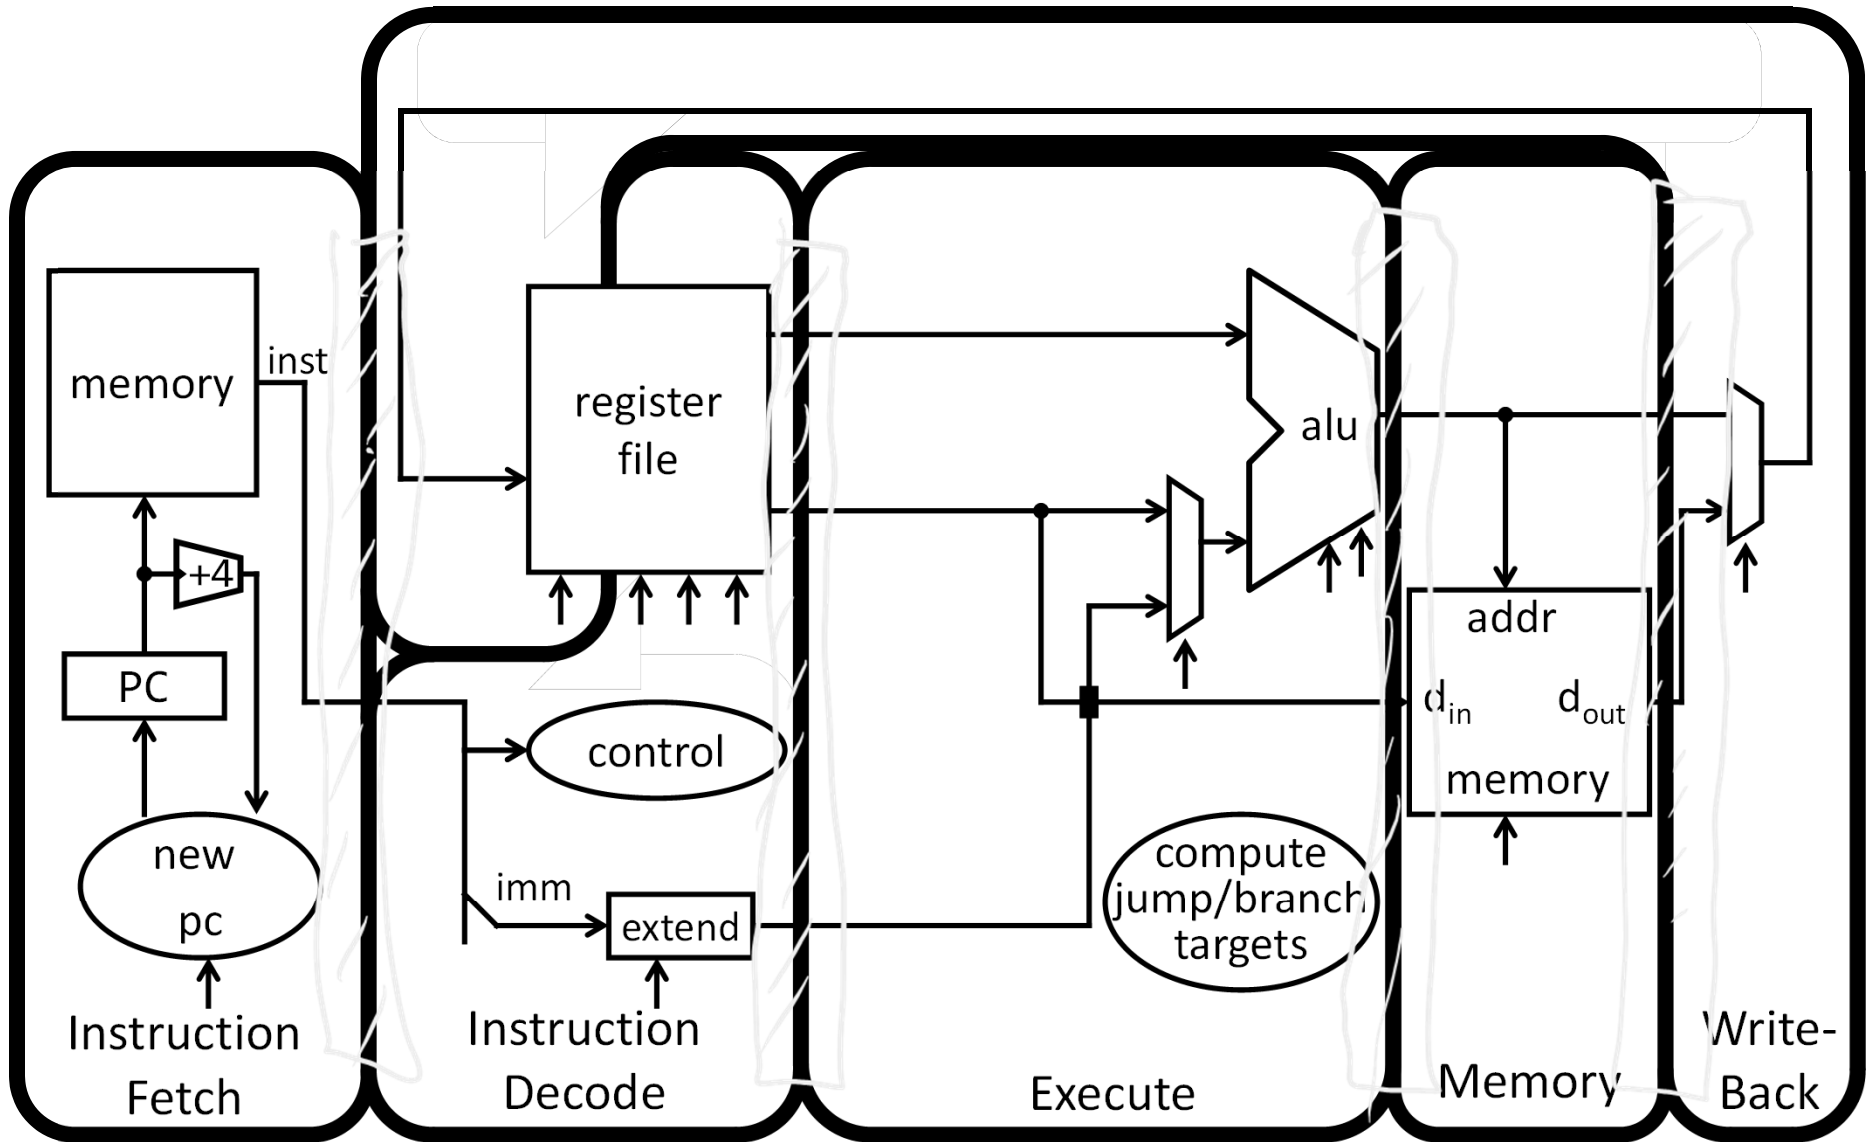 memory
inst
+4
PC
new
pc
Instruction
Fetch
register
file
control
imm
extend
Instruction
Decode
alu
compute
jump/branch
targets
Execute
addr
din
dout
memory
Memory
Write-
Back